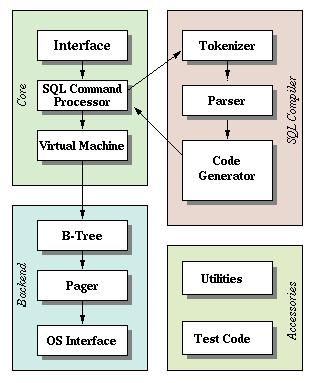 Interface
SQL Command
Processor
Virtual Machine
Core
Tokenizer
Parser
Code
Generator
SQL Compiler
B-Tree
Pager
OS Interface
Backend
Utilities
Test Code
Accessories